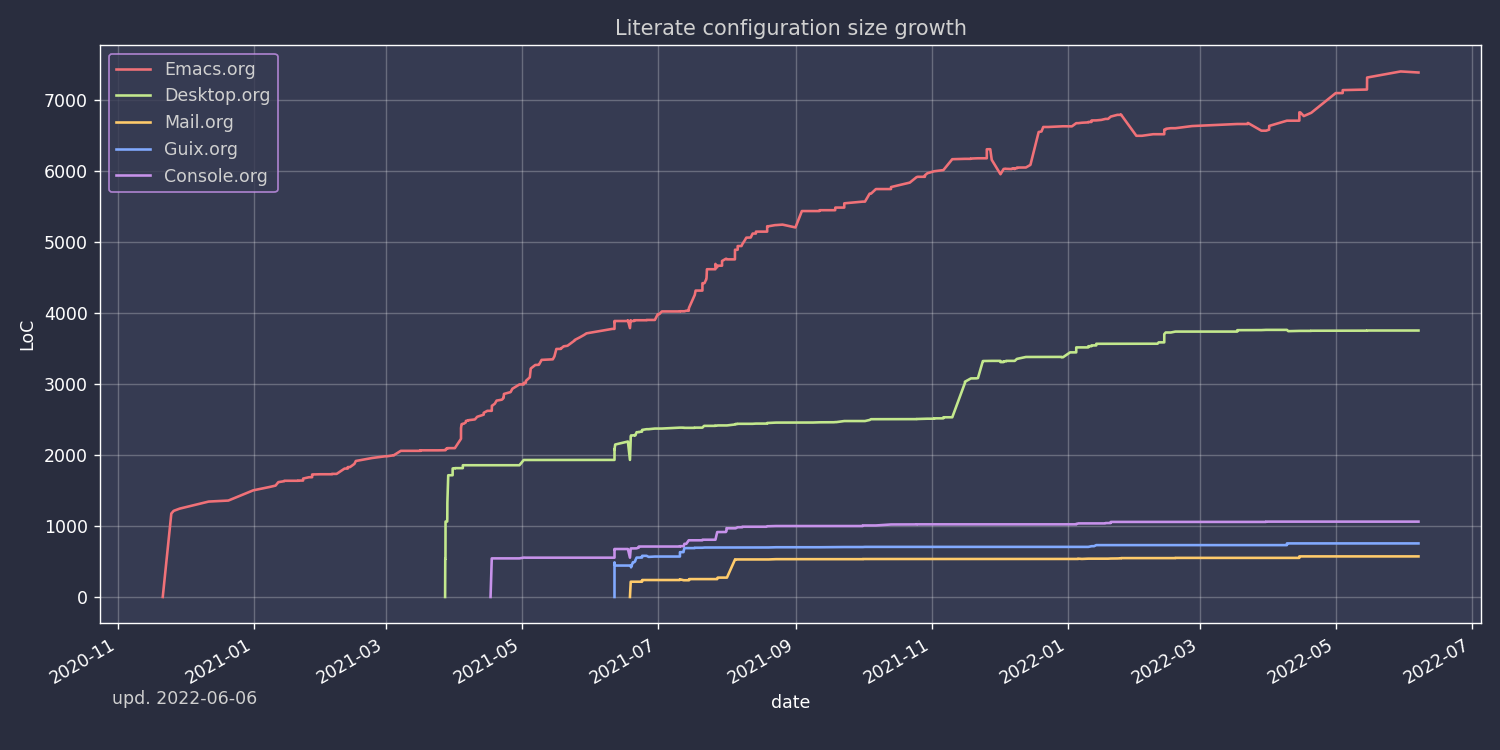 Literate configuration size growth
Emacs.org
Desktop.org
Mail.org
Guix.org
Console.org
7000
6000
5000
4000
3000
2000
1000
0
LoC
2020-11
2021-01
2021-03
2021-05
2021-07
2021-09
2021-11
2022-01
2022-03
2022-05
2022-07
date
upd. 2022-06-06